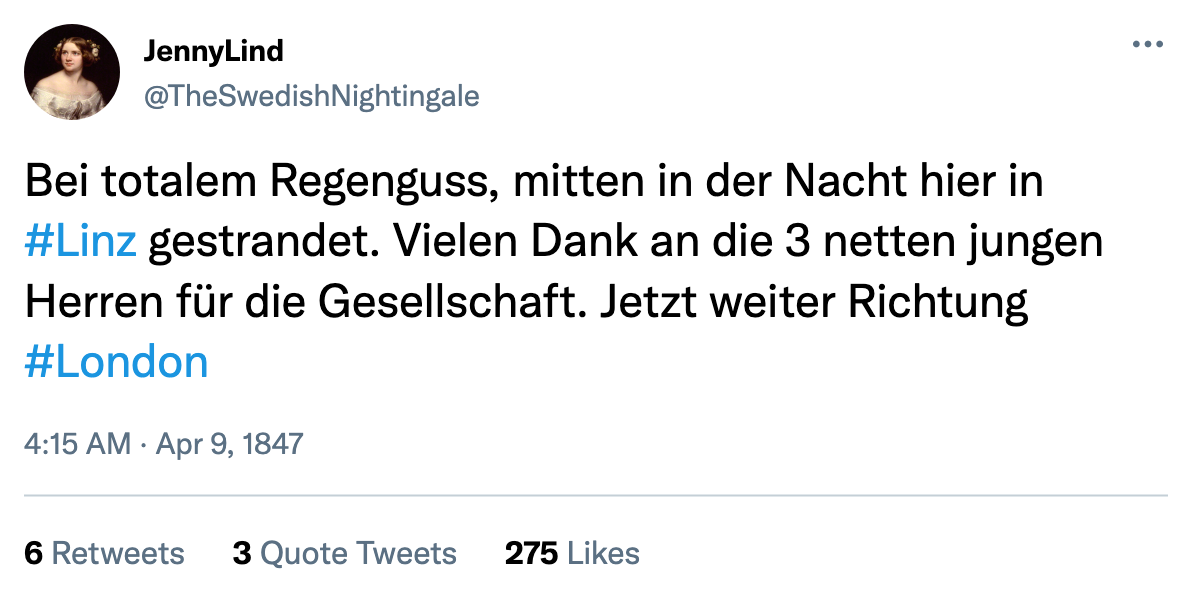 JennyLind
@TheSwedishNightingale
Bei totalem Regenguss, mitten in der Nacht hier in
#Linz gestrandet. Vielen Dank an die 3 netten jungen
Herren für die Gesellschaft. Jetzt weiter Richtung
#London
4:15 AM · Apr 9, 1847
6 Retweets 3 Quote Tweets 275 Likes